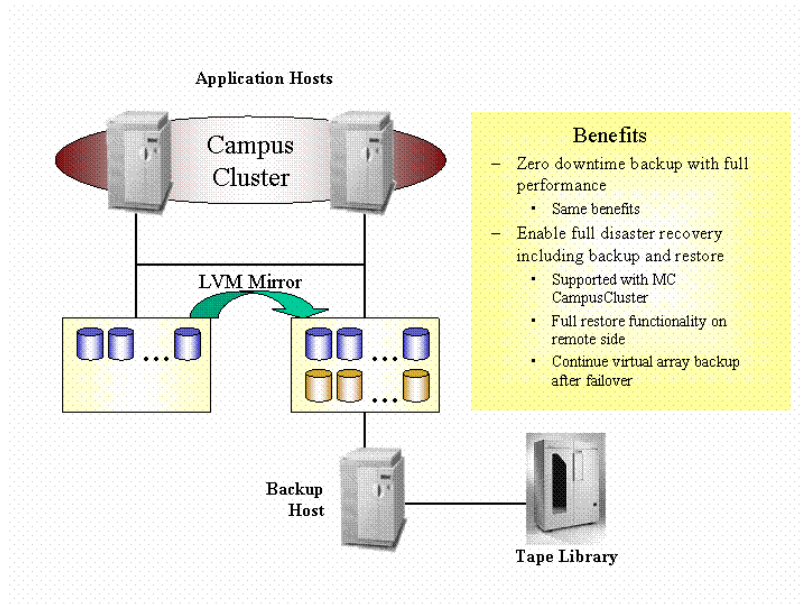 Application Hosts
Campus
Cluster
LVM Mirror
...
...
...
Backup
Host
Tape Library
Benefits
– Zero downtime backup with full
performance
• Same benefits
– Enable full disaster recovery
including backup and restore
• Supported with MC
CampusCluster
• Full restore functionality on
remote side
• Continue virtual array backup
after failover